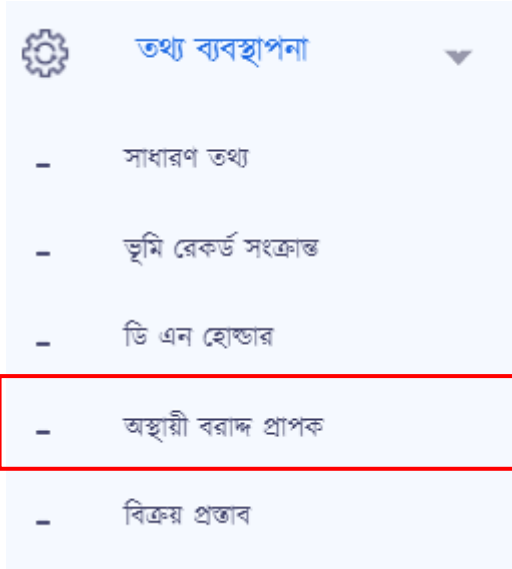 তথ্য ব্যবস্থাপনা
- সাধারণ তথ্য
- ভূমি রেকর্ড সংক্রান্ত
- ডি এন হোল্ডার
- অস্থায়ী বরাদ্দ প্রাপক
- বিক্রয় প্রস্তাব